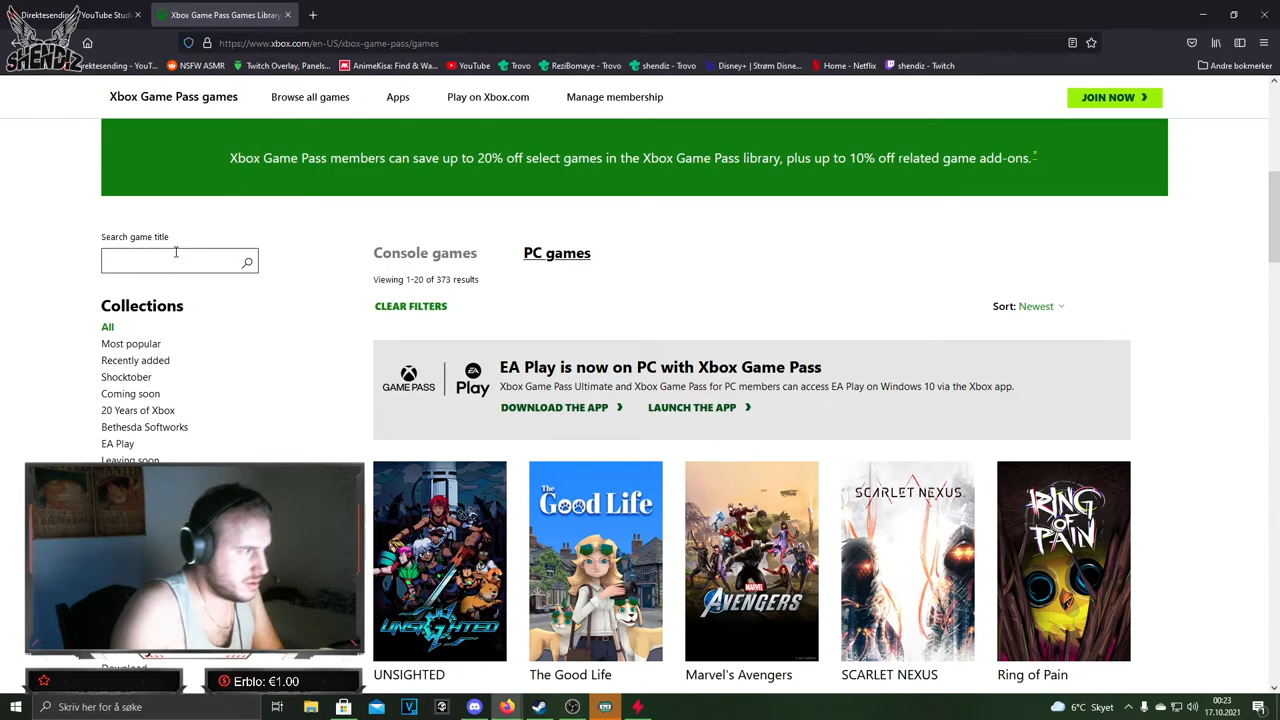 Direktesending - YouTube Studi
Xbox Game Pass Games Library
https://www.xbox.com/en-US/xbox-game-pass/games
SHENDIZ
Direktesending - YouT...
NSFW ASMR
Twitch Overlay, Panels...
AnimeKisa: Find & Wa...
YouTube
Trovo
ReziBomaye - Trovo
shendiz - Trovo
Disney+ | Strøm Disne...
Home - Netflix
shendiz - Twitch
Andre bokmerker
Xbox Game Pass games
Browse all games
Apps
Play on Xbox.com
Manage membership
JOIN NOW
Xbox Game Pass members can save up to 20% off select games in the Xbox Game Pass library, plus up to 10% off related game add-ons.*
Search game title
Console games
PC games
Viewing 1-20 of 373 results
Collections
CLEAR FILTERS
Sort: Newest
All
Most popular
Recently added
Shocktober
Coming soon
20 Years of Xbox
Bethesda Softworks
EA Play
Leaving soon
GAME PASS
EA
Play
EA Play is now on PC with Xbox Game Pass
Xbox Game Pass Ultimate and Xbox Game Pass for PC members can access EA Play on Windows 10 via the Xbox app.
DOWNLOAD THE APP
LAUNCH THE APP
UNSIGHTED
The
Good Life
MARVEL
AVENGERS
SCARLET NEXUS
RING
OF
PAIN
UNSIGHTED
The Good Life
Marvel's Avengers
SCARLET NEXUS
Ring of Pain
Download
Erblo: €1.00
Skriv her for å søke
6°C Skyet
00:23
17.10.2021